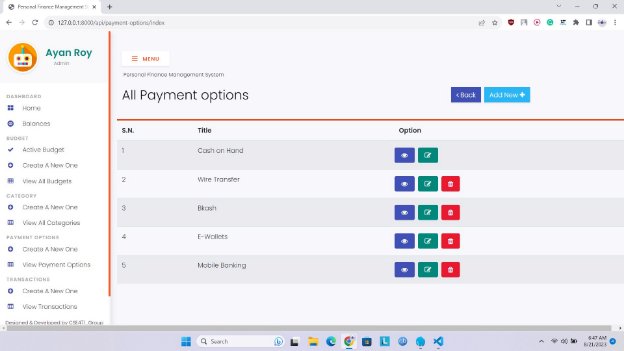 Personal Finance Management S
127.0.0.1:8000/api/payment-options/index
Ayan Roy
admin
DASHBOARD
Home
Balances
BUDGET
Active Budget
Create A New One
View All Budgets
CATEGORY
Create A New One
View All Categories
PAYMENT OPTIONS
Create A New One
View Payment Options
TRANSACTIONS
Create A New One
View Transactions
Designed & Developed by
Group
MENU
Personal Finance Management System
All Payment options
Back
Add New
S.N. Title Option
1 Cash on Hand
2 Wire Transfer
3 Bkash
4 E-Wallets
5 Mobile Banking
Search
6:47 AM
8/21/2023